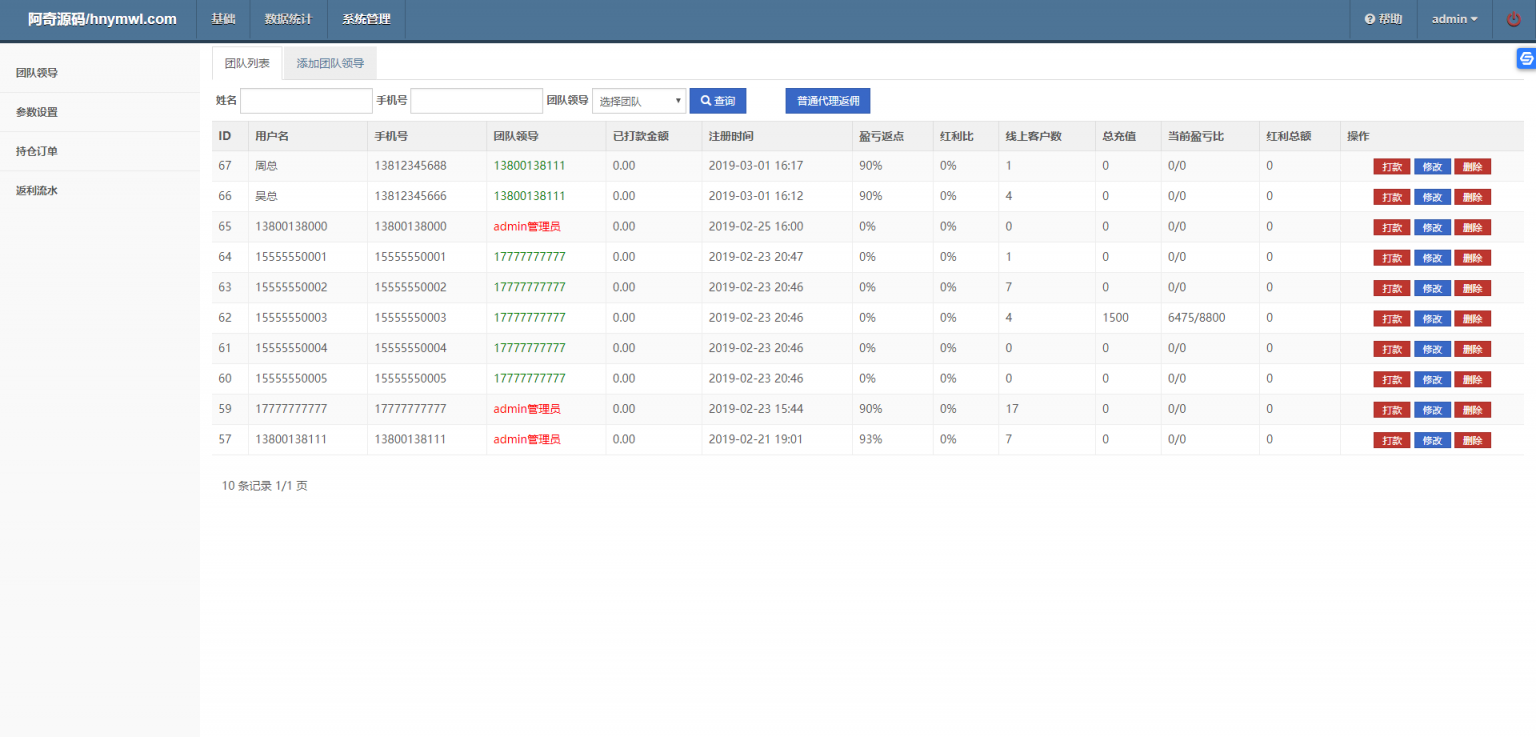 阿奇源码/hnymwl.com 基础 数据统计 系统管理 帮助 admin
团队领导
参数设置
持仓订单
返利流水
团队列表 添加团队领导
姓名 手机号 团队领导 选择团队 查询 普通代理返佣
ID 用户名 手机号 团队领导 已打款金额 注册时间 盈亏返点 红利比 线上客户数 总充值 当前盈亏比 红利总额 操作
67 周总 13812345688 13800138111 0.00 2019-03-01 16:17 90% 0% 1 0 0/0 0 打款 修改 删除
66 吴总 13812345666 13800138111 0.00 2019-03-01 16:12 90% 0% 4 0 0/0 0 打款 修改 删除
65 13800138000 13800138000 admin管理员 0.00 2019-02-25 16:00 0% 0% 0 0 0/0 0 打款 修改 删除
64 15555550001 15555550001 17777777777 0.00 2019-02-23 20:47 0% 0% 1 0 0/0 0 打款 修改 删除
63 15555550002 15555550002 17777777777 0.00 2019-02-23 20:46 0% 0% 7 0 0/0 0 打款 修改 删除
62 15555550003 15555550003 17777777777 0.00 2019-02-23 20:46 0% 0% 4 1500 6475/8800 0 打款 修改 删除
61 15555550004 15555550004 17777777777 0.00 2019-02-23 20:46 0% 0% 0 0 0/0 0 打款 修改 删除
60 15555550005 15555550005 17777777777 0.00 2019-02-23 20:46 0% 0% 0 0 0/0 0 打款 修改 删除
59 17777777777 17777777777 admin管理员 0.00 2019-02-23 15:44 90% 0% 17 0 0/0 0 打款 修改 删除
57 13800138111 13800138111 admin管理员 0.00 2019-02-21 19:01 93% 0% 7 0 0/0 0 打款 修改 删除
10 条记录 1/1 页